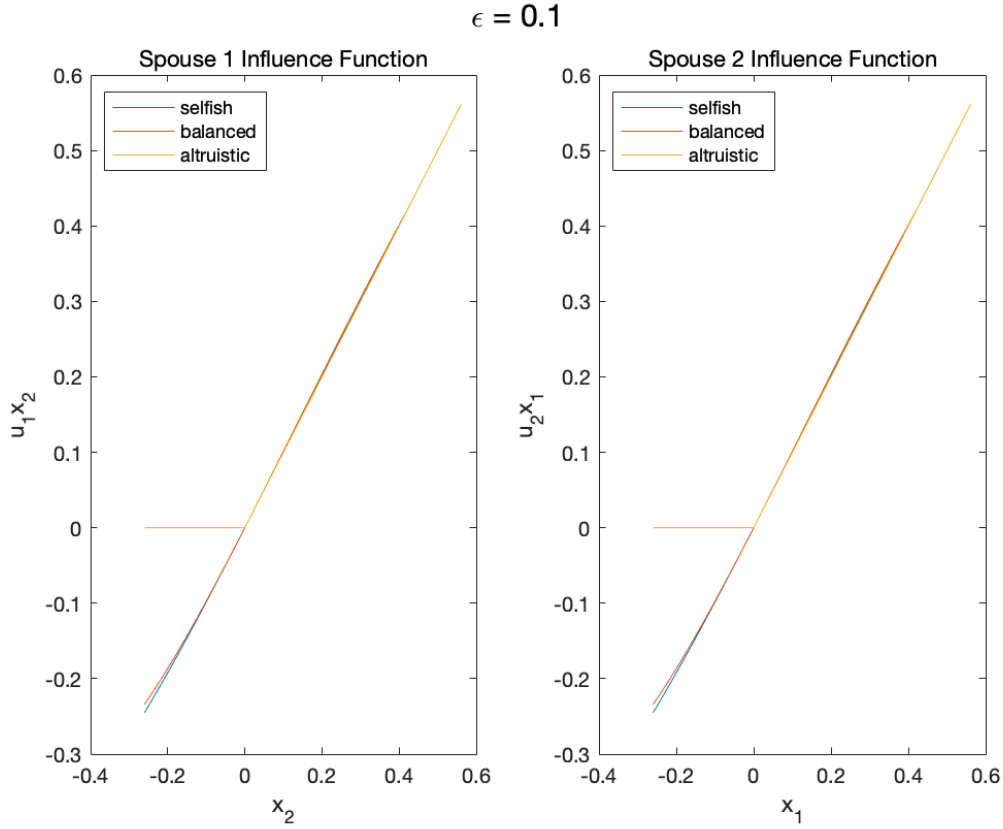 ϵ = 0.1
Spouse 1 Influence Function
0.6
0.5
0.4
0.3
0.2
0.1
0
-0.1
-0.2
-0.3
-0.4
-0.2
0
0.2
0.4
0.6
u₁x₂
x₂
selfish
balanced
altruistic
Spouse 2 Influence Function
0.6
0.5
0.4
0.3
0.2
0.1
0
-0.1
-0.2
-0.3
-0.4
-0.2
0
0.2
0.4
0.6
u₂x₁
x₁
selfish
balanced
altruistic